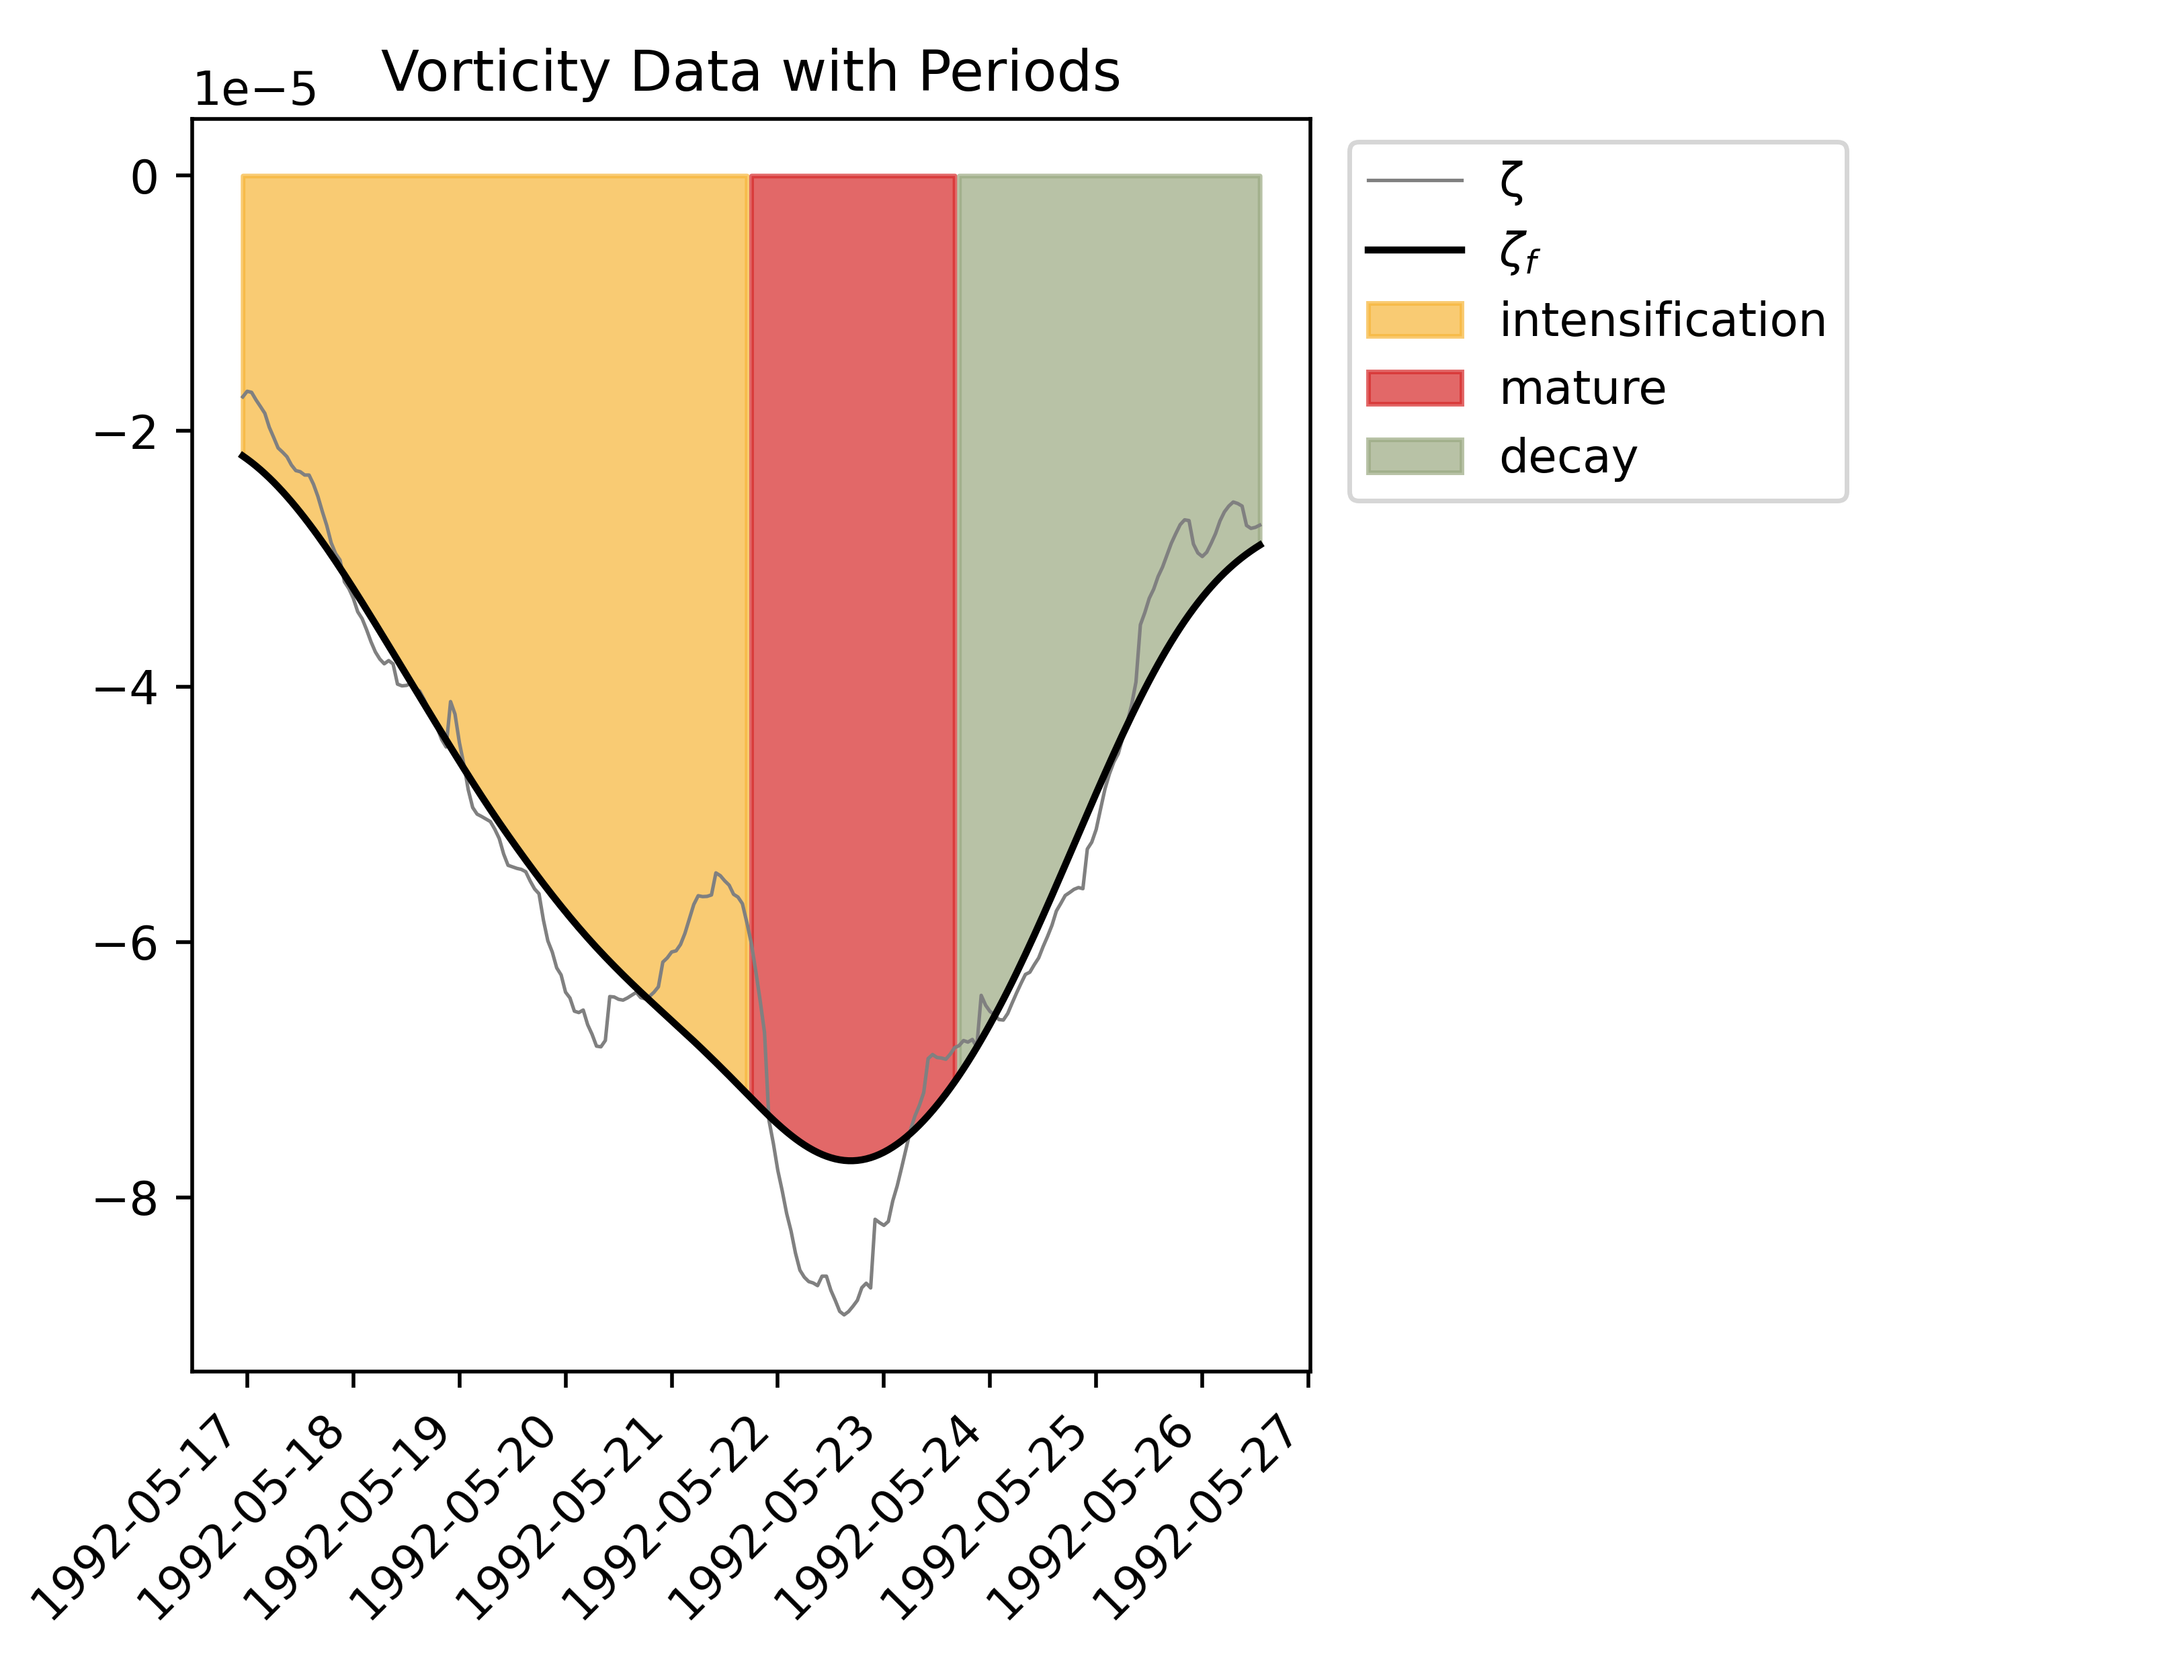 Vorticity Data with Periods
1e−5
0
−2
−4
−6
−8
1992-05-17
1992-05-18
1992-05-19
1992-05-20
1992-05-21
1992-05-22
1992-05-23
1992-05-24
1992-05-25
1992-05-26
1992-05-27
ζ
ζf
intensification
mature
decay